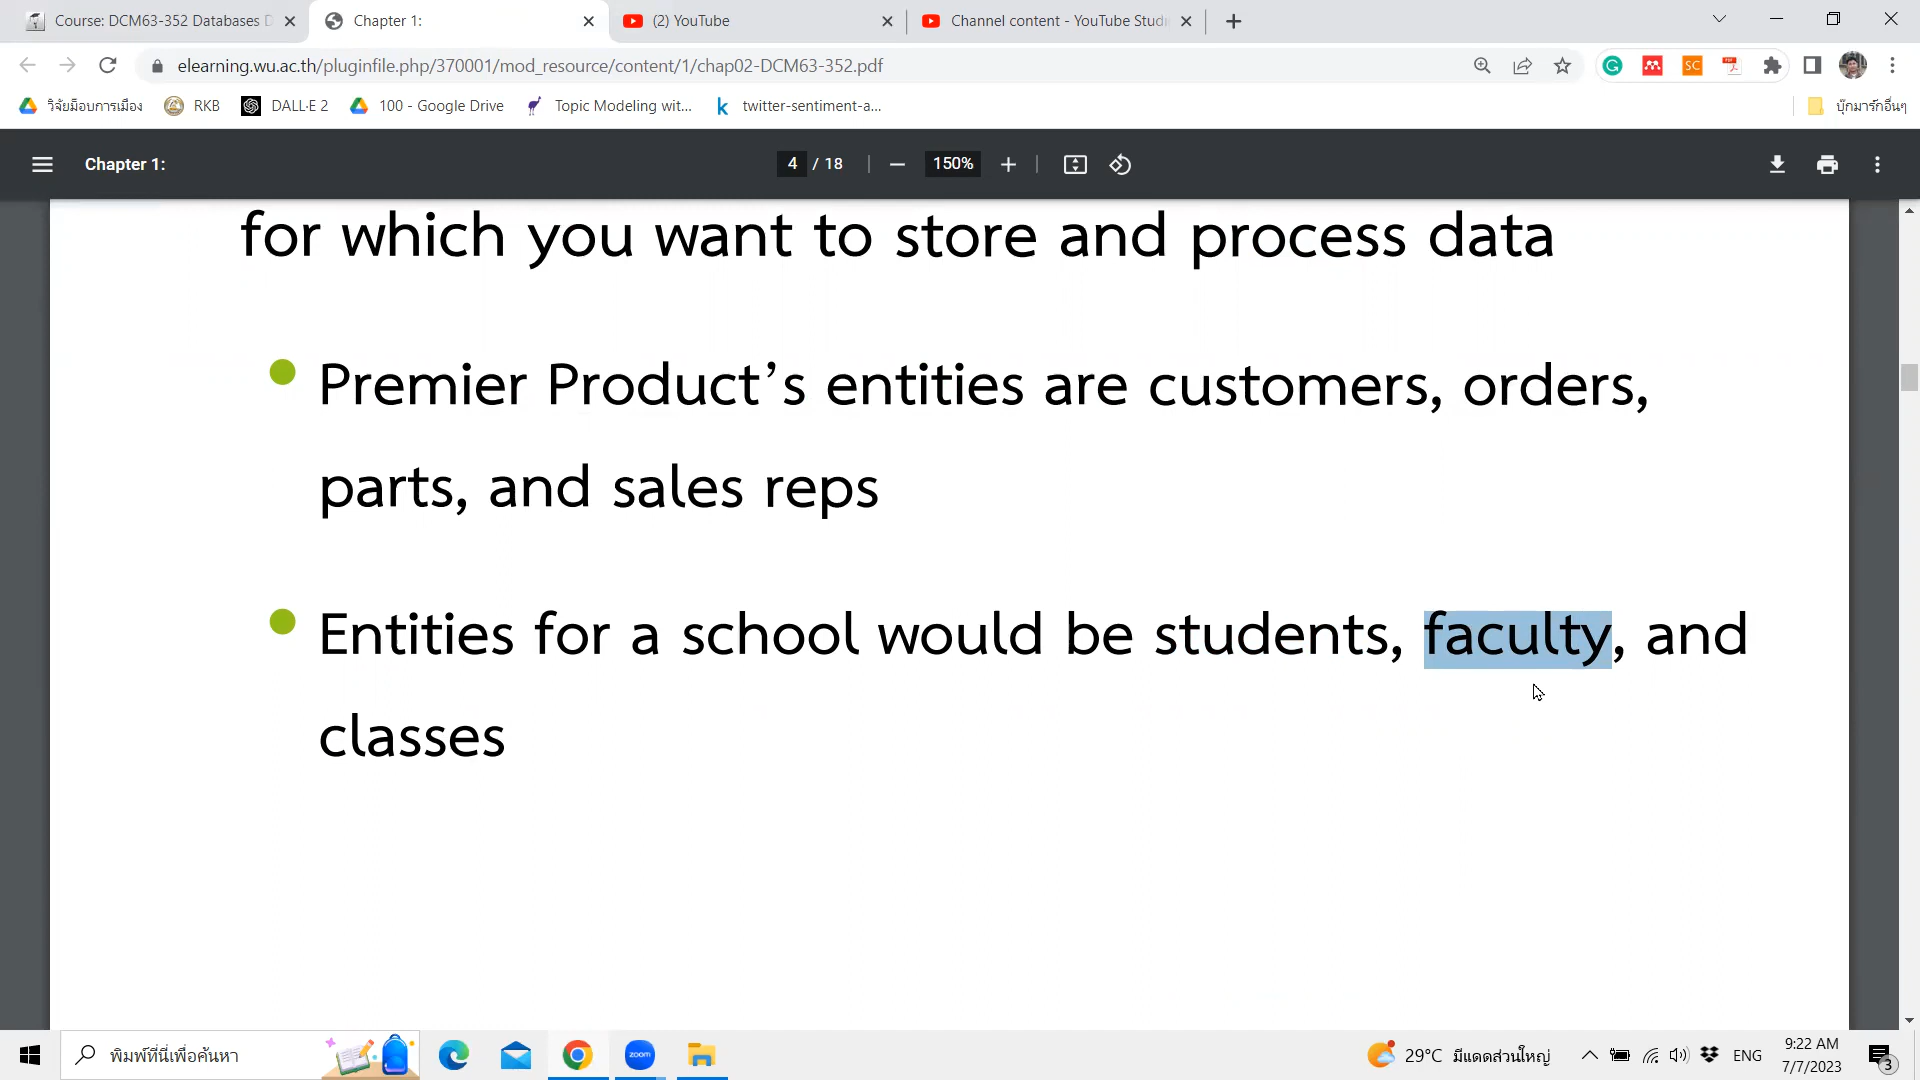 Course: DCM63-352 Databases D
Chapter 1:
(2) YouTube
Channel content - YouTube Studi
elearning.wu.ac.th/pluginfile.php/370001/mod_resource/content/1/chap02-DCM63-352.pdf
วิจัยม็อบการเมือง
RKB
DALL·E 2
100 - Google Drive
Topic Modeling wit...
twitter-sentiment-a...
บุ๊กมาร์กอื่นๆ
Chapter 1:
4 / 18
150%
for which you want to store and process data
Premier Product’s entities are customers, orders,
parts, and sales reps
Entities for a school would be students, faculty, and
classes
พิมพ์ที่นี่เพื่อค้นหา
zoom
29°C มีแดดส่วนใหญ่
ENG
9:22 AM
7/7/2023
3